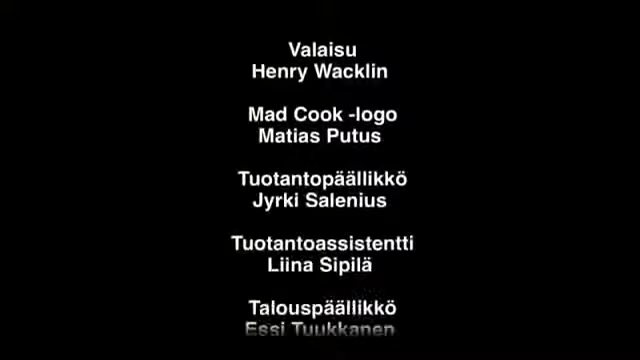 Valaisu
Henry Wacklin
Mad Cook -logo
Matias Putus
Tuotantopäällikkö
Jyrki Salenius
Tuotantoassistentti
Liina Sipilä
Talouspäällikkö
Essi Tuukkanen